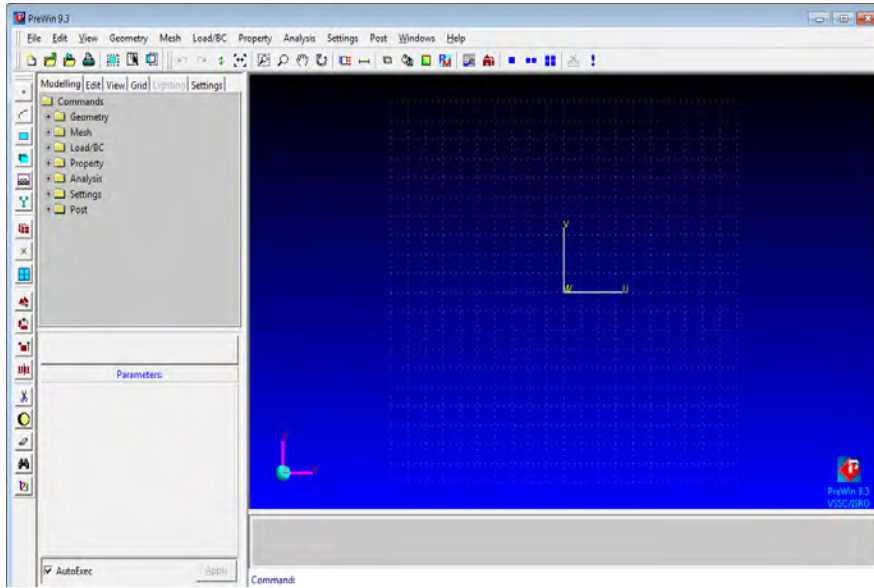 PreWin 9.3
File Edit View Geometry Mesh Load/BC Property Analysis Settings Post Windows Help
Modelling Edit View Grid Lighting Settings
Commands
Geometry
Mesh
Load/BC
Property
Analysis
Settings
Post
V
W U
Parameters:
Y
X
PreWin 9.3
VSSC/ISRO
AutoExec Apply
Command: